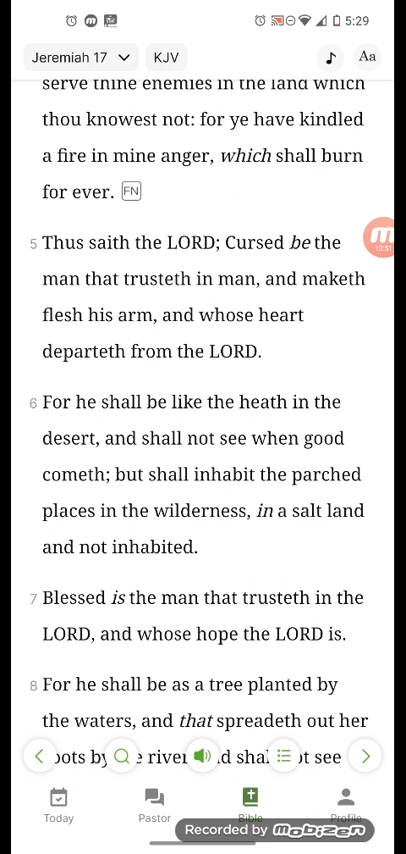 5:29
Jeremiah 17 KJV Aa
serve thine enemies in the land which
thou knowest not: for ye have kindled
a fire in mine anger, which shall burn
for ever. FN
5 Thus saith the LORD; Cursed be the
man that trusteth in man, and maketh
flesh his arm, and whose heart
departeth from the LORD.
13:51
6 For he shall be like the heath in the
desert, and shall not see when good
cometh; but shall inhabit the parched
places in the wilderness, in a salt land
and not inhabited.
7 Blessed is the man that trusteth in the
LORD, and whose hope the LORD is.
8 For he shall be as a tree planted by
the waters, and that spreadeth out her
by see
Today Pastor Bible Profile
Recorded by mobizen